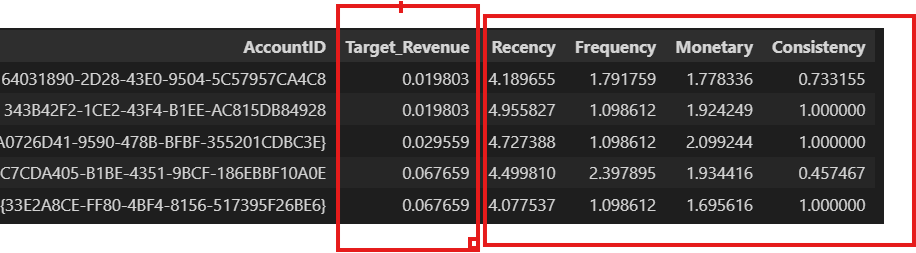 AccountID Target_Revenue Recency Frequency Monetary Consistency
64031890-2D28-43E0-9504-5C57957CA4C8 0.019803 4.189655 1.791759 1.778336 0.733155
343B42F2-1CE2-43F4-B1EE-AC815DB84928 0.019803 4.955827 1.098612 1.924249 1.000000
A0726D41-9590-478B-BFBF-355201CDBC3E} 0.029559 4.727388 1.098612 2.099244 1.000000
C7CDA405-B1BE-4351-9BCF-186EBBF10A0E 0.067659 4.499810 2.397895 1.934416 0.457467
{33E2A8CE-FF80-4BF4-8156-517395F26BE6} 0.067659 4.077537 1.098612 1.695616 1.000000